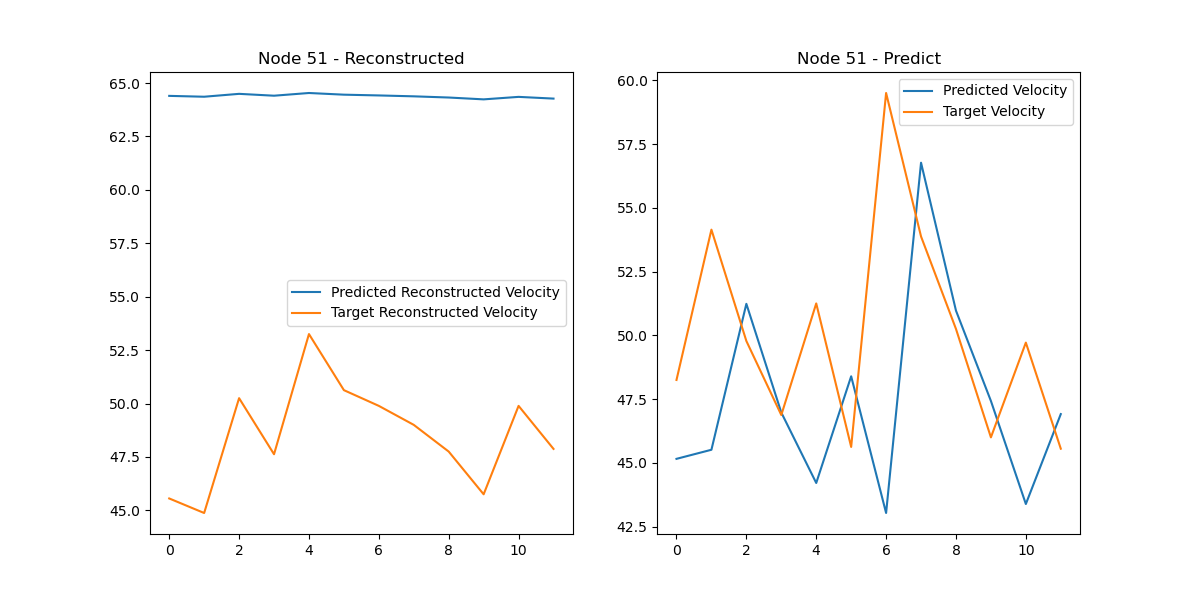 Node 51 - Reconstructed
65.0
62.5
60.0
57.5
55.0
52.5
50.0
47.5
45.0
0 2 4 6 8 10
Predicted Reconstructed Velocity
Target Reconstructed Velocity
Node 51 - Predict
60.0
57.5
55.0
52.5
50.0
47.5
45.0
42.5
0 2 4 6 8 10
Predicted Velocity
Target Velocity